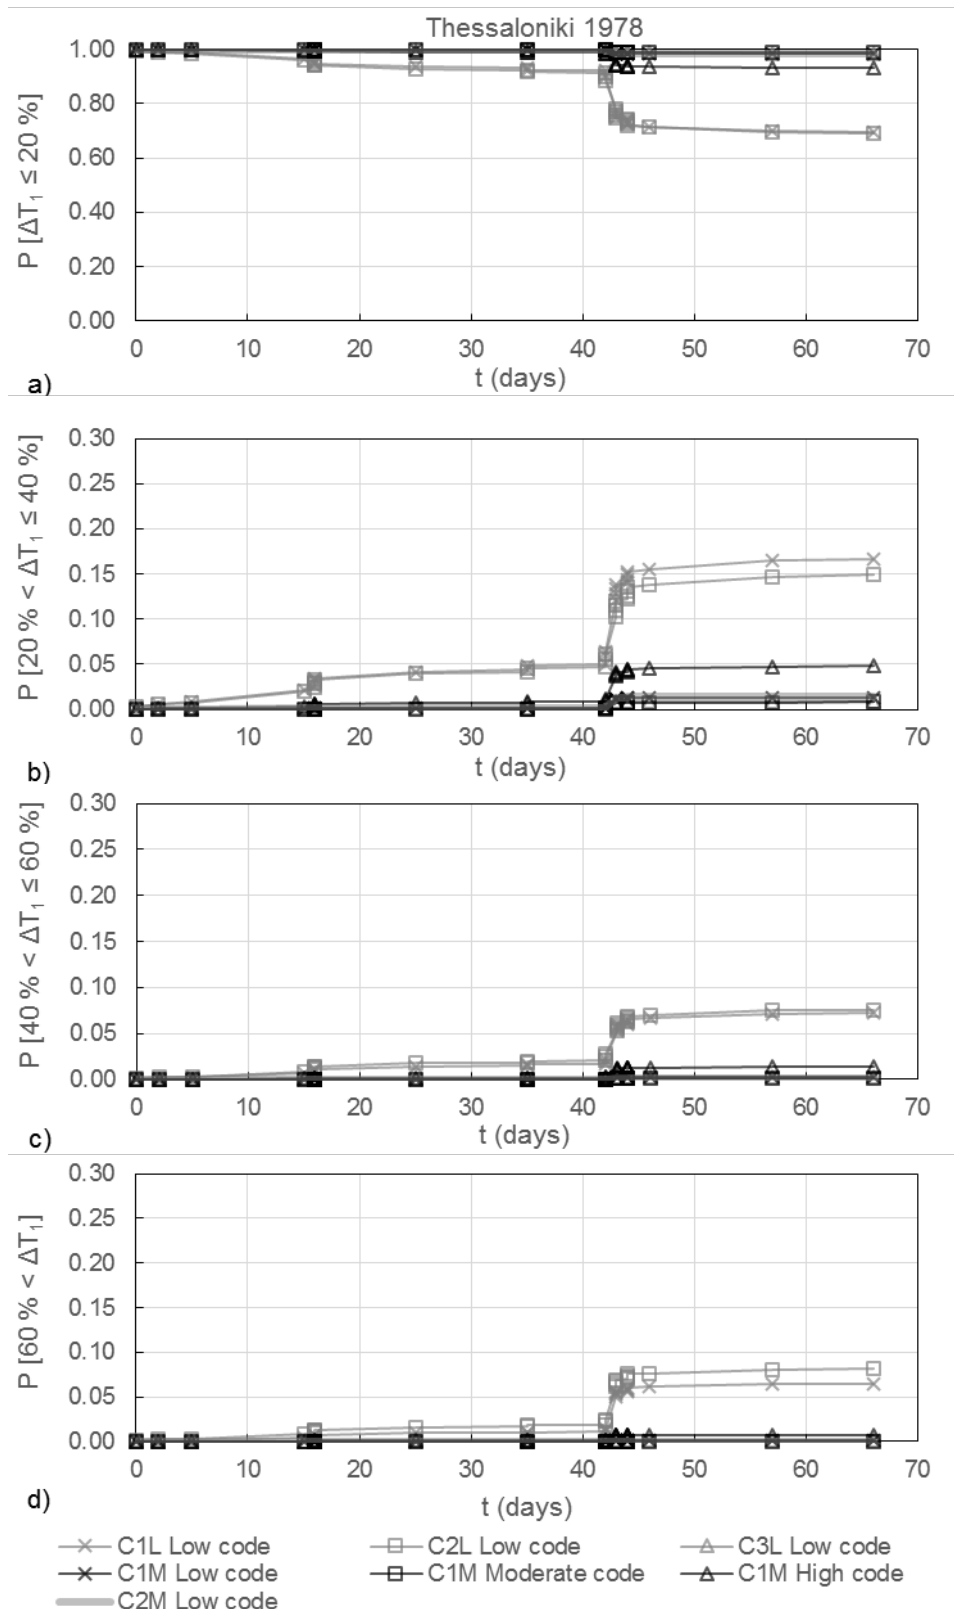 Thessaloniki 1978
P [ΔT₁ ≤ 20 %]
1.00
0.80
0.60
0.40
0.20
0.00
0 10 20 30 40 50 60 70
t (days)
a)
P [20 % < ΔT₁ ≤ 40 %]
0.30
0.25
0.20
0.15
0.10
0.05
0.00
0 10 20 30 40 50 60 70
t (days)
b)
P [40 % < ΔT₁ ≤ 60 %]
0.30
0.25
0.20
0.15
0.10
0.05
0.00
0 10 20 30 40 50 60 70
t (days)
c)
P [60 % < ΔT₁]
0.30
0.25
0.20
0.15
0.10
0.05
0.00
0 10 20 30 40 50 60 70
t (days)
d)
C1L Low code C2L Low code C3L Low code
C1M Low code C1M Moderate code C1M High code
C2M Low code